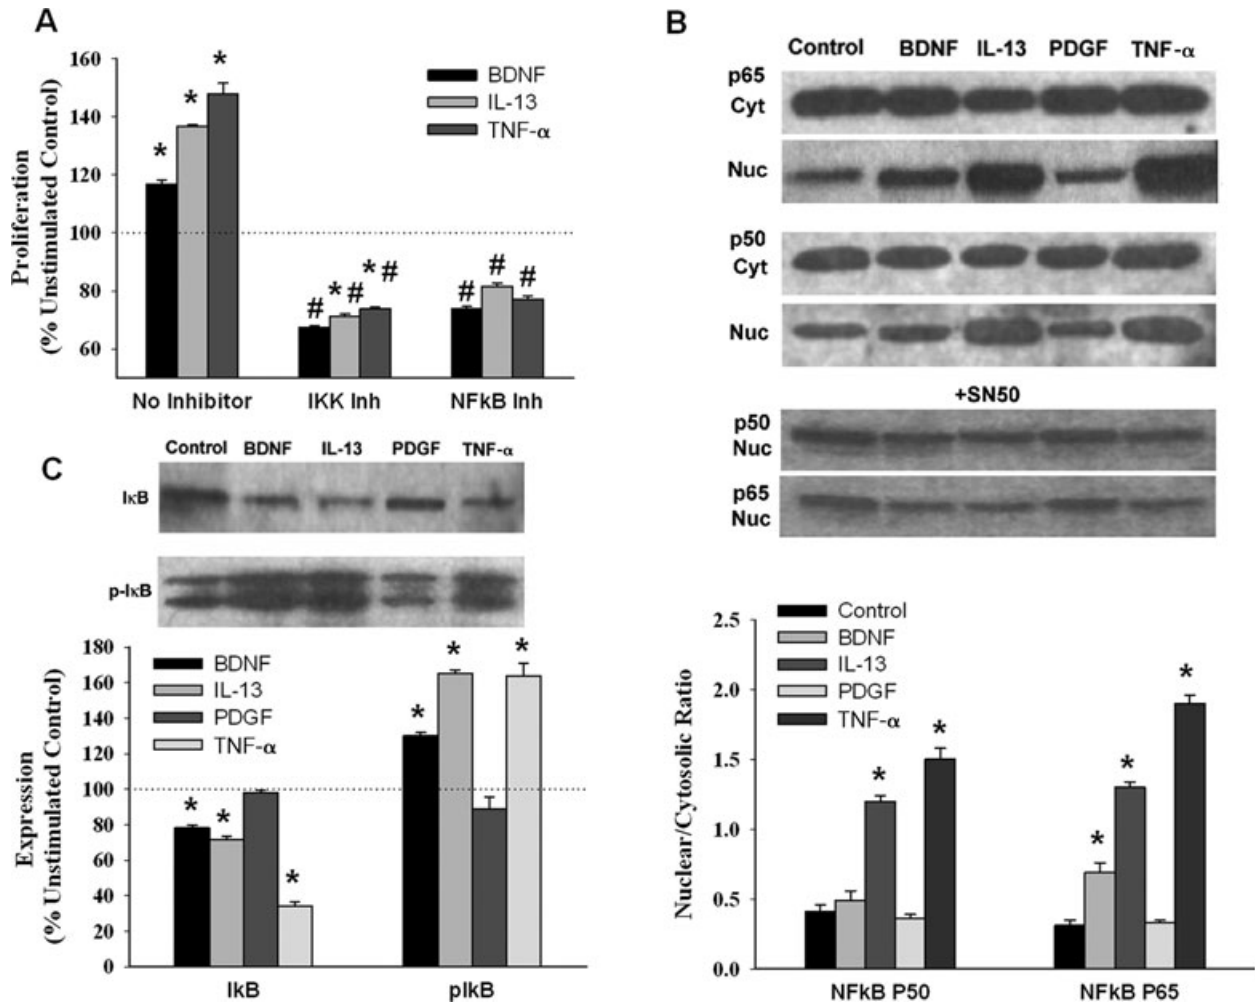 A
Proliferation
(% Unstimulated Control)
160
140
120
100
80
60
BDNF
IL-13
TNF-α
*
*
*
#
*
#
*
#
#
#
#
No Inhibitor
IKK Inh
NFkB Inh
B
Control
BDNF
IL-13
PDGF
TNF-α
p65
Cyt
Nuc
p50
Cyt
Nuc
+SN50
p50
Nuc
p65
Nuc
C
Control
BDNF
IL-13
PDGF
TNF-α
IκB
p-IκB
Expression
(% Unstimulated Control)
180
160
140
120
100
80
60
40
20
0
BDNF
IL-13
PDGF
TNF-α
*
*
*
*
*
*
IkB
pIkB
Nuclear/Cytosolic Ratio
2.5
2.0
1.5
1.0
0.5
0.0
Control
BDNF
IL-13
PDGF
TNF-α
*
*
*
*
*
NFkB P50
NFkB P65